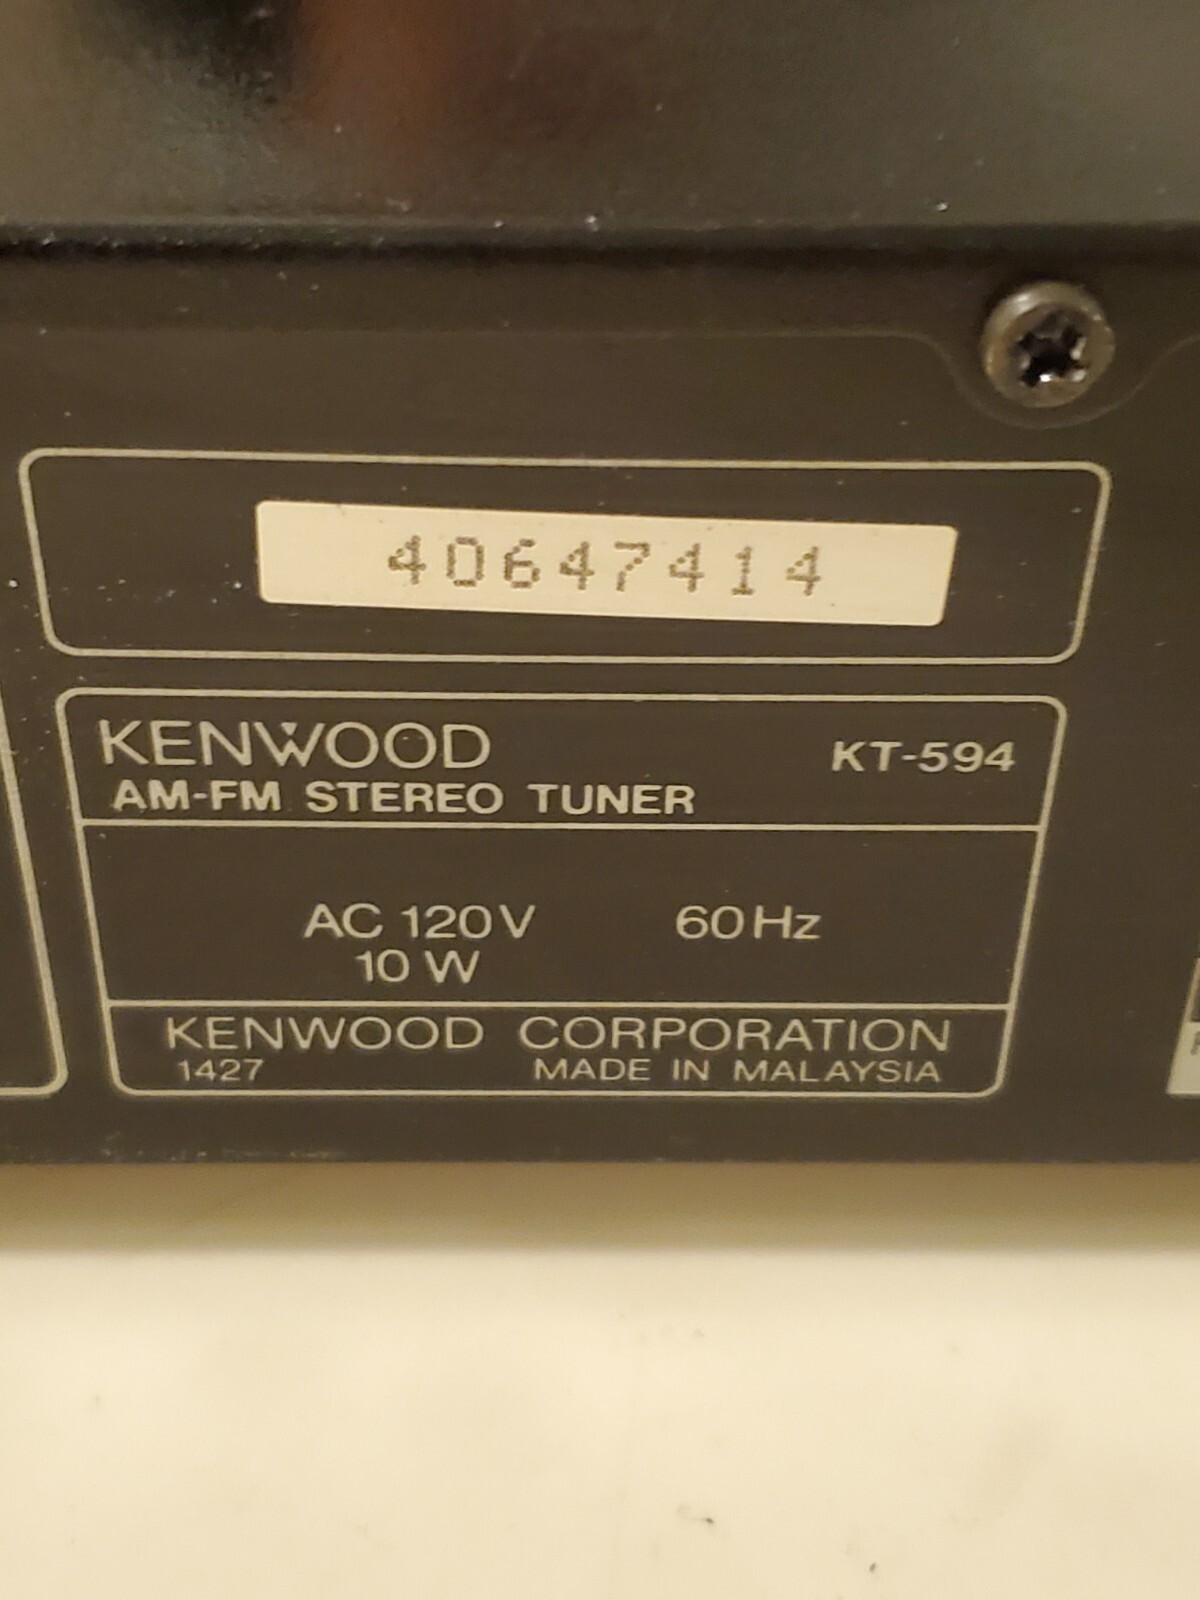 40647414
KENWOOD KT-594
AM-FM STEREO TUNER
AC 120V 60Hz
10 W
KENWOOD CORPORATION
1427 MADE IN MALAYSIA